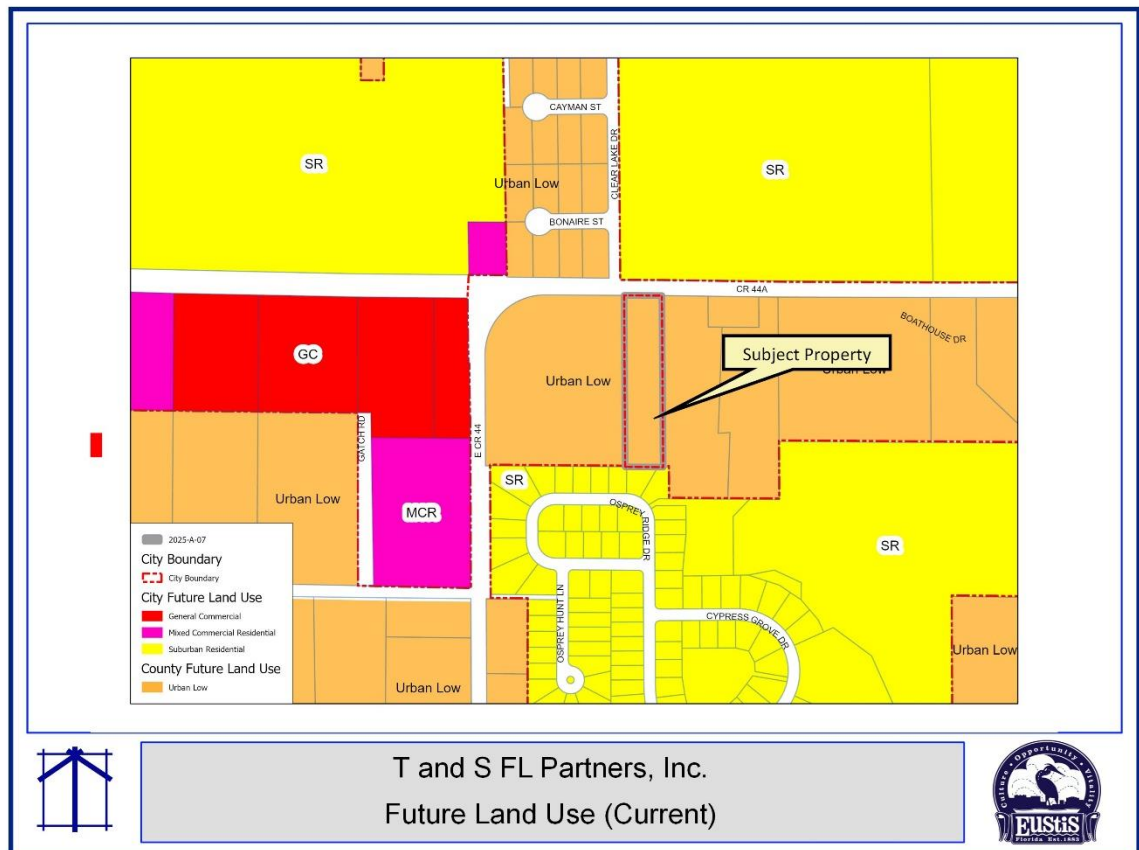 CAYMAN ST
CLEAR LAKE DR
SR
Urban Low
SR
BONAIRE ST
CR 44A
BOATHOUSE DR
GC
Subject Property
Urban Low
Urban Low
GATCH RD
E CR 44
SR
Urban Low
MCR
OSPREY RIDGE DR
SR
2025-A-07
City Boundary
City Boundary
City Future Land Use
General Commercial
Mixed Commercial Residential
Suburban Residential
County Future Land Use
Urban Low
OSPREY HUNT LN
CYPRESS GROVE DR
Urban Low
Urban Low
T and S FL Partners, Inc.
Future Land Use (Current)
Culture • Opportunity • Vitality
EUSTIS
Florida Est. 1883